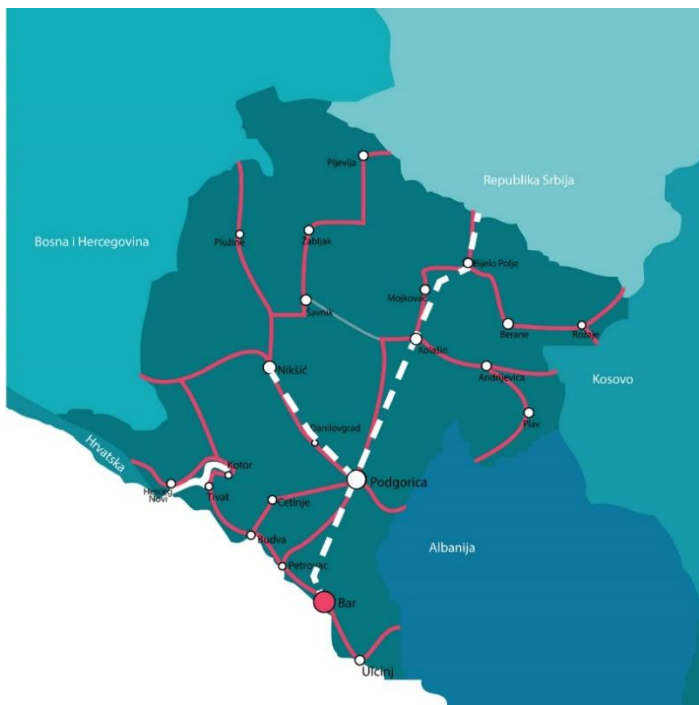 Pljevlja
Republika Srbija
Bosna i Hercegovina
Plužine
Žabljak
Bijelo Polje
Mojkovac
Šavnik
Berane
Rožaje
Kolašin
Nikšić
Andrijevica
Kosovo
Plav
Danilovgrad
Hrvatska
Kotor
Podgorica
Herceg
Novi
Tivat
Cetinje
Budva
Albanija
Petrovac
Bar
Ulcinj